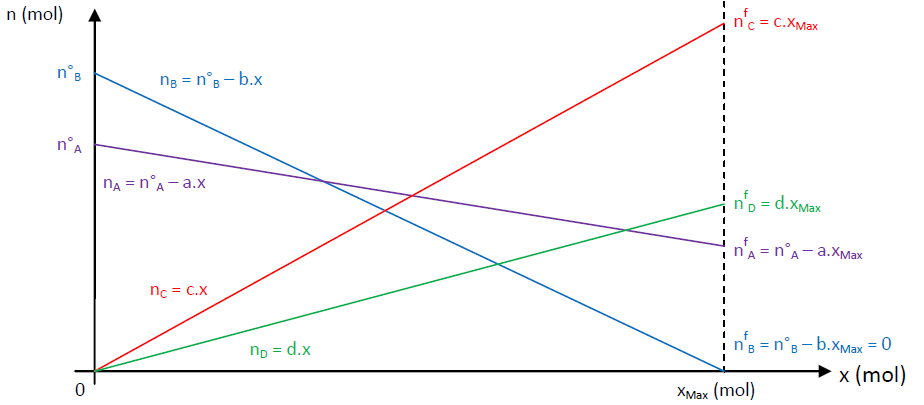 n (mol)
nᶠC = c.xMax
n°B
nB = n°B – b.x
n°A
nA = n°A – a.x
nᶠD = d.xMax
nᶠA = n°A – a.xMax
nC = c.x
nD = d.x
nᶠB = n°B – b.xMax = 0
0
xMax (mol)
x (mol)